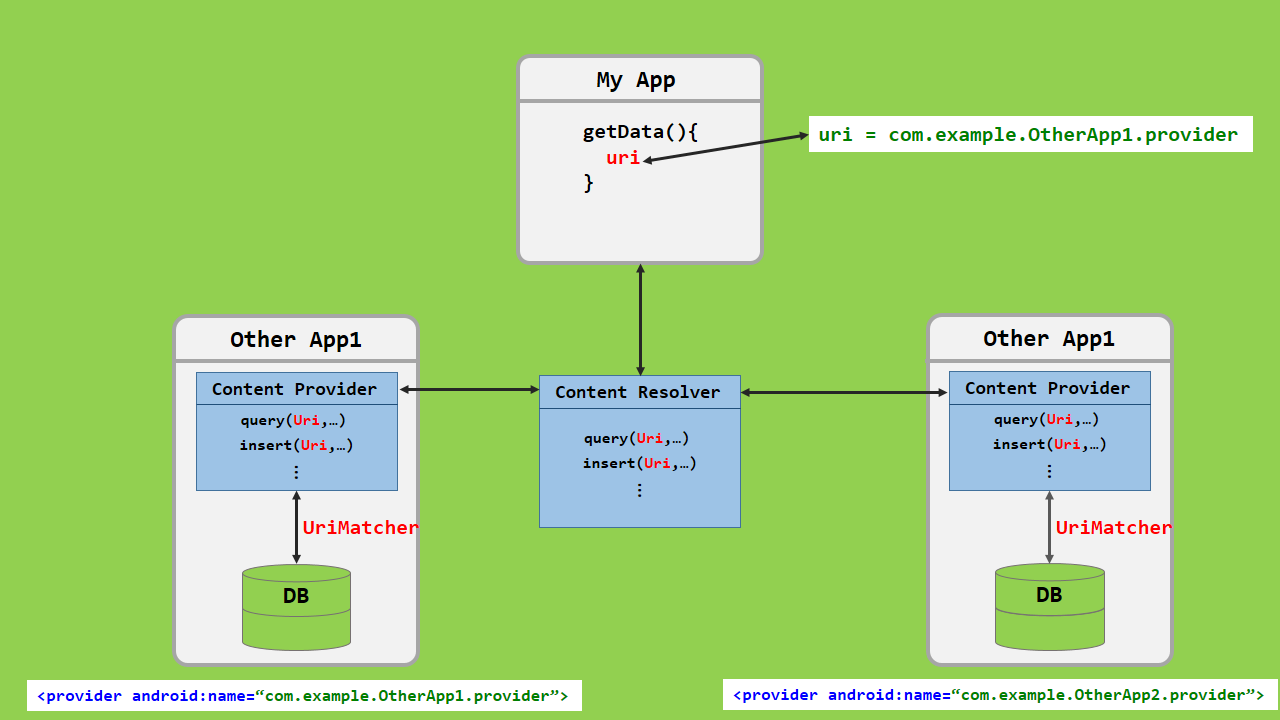 My App
getData(){
uri
}
uri = com.example.OtherApp1.provider
Other App1
Content Provider
query(Uri,…)
insert(Uri,…)
⋮
UriMatcher
DB
Content Resolver
query(Uri,…)
insert(Uri,…)
⋮
Other App1
Content Provider
query(Uri,…)
insert(Uri,…)
⋮
UriMatcher
DB
<provider android:name=“com.example.OtherApp1.provider”>
<provider android:name=“com.example.OtherApp2.provider”>